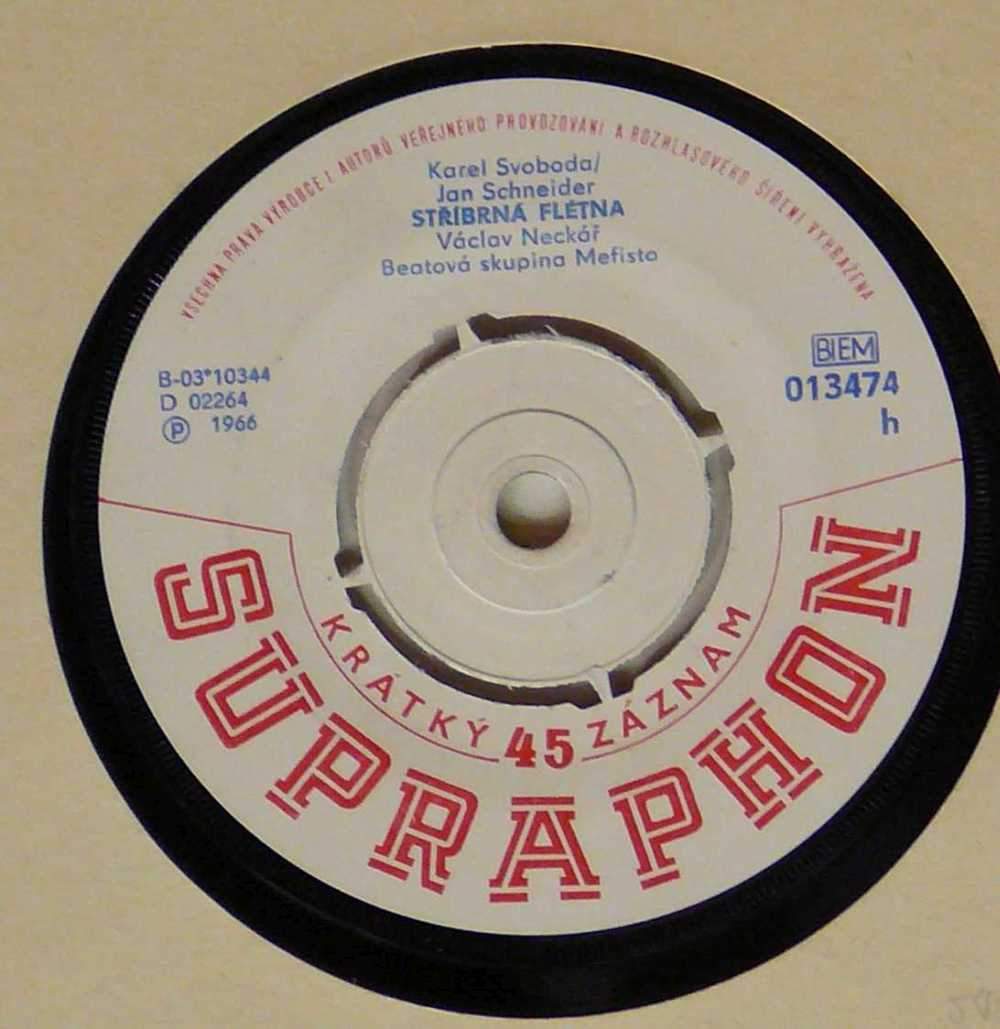 VŠECHNA PRÁVA VÝROBCE I AUTORŮ VEŘEJNÉHO PROVOZOVÁNÍ A ROZHLASOVÉHO ŠÍŘENÍ VYHRAŽENA
Karel Svoboda/
Jan Schneider
STŘÍBRNÁ FLÉTNA
Václav Neckář
Beatová skupina Mefisto
B-03*10344
D 02264
Ⓟ 1966
BIEM
013474
h
KRÁTKÝ 45 ZÁZNAM
SUPRAPHON